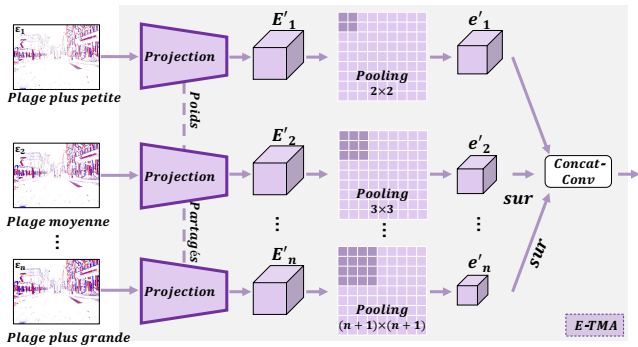 ε1
Plage plus petite
Projection
E'1
Pooling
2×2
e'1
Poids
ε2
Plage moyenne
Projection
E'2
Pooling
3×3
e'2
sur
Concat-
Conv
...
...
...
...
Partagés
εn
Plage plus grande
Projection
E'n
Pooling
(n + 1)×(n + 1)
e'n
sur
E-TMA